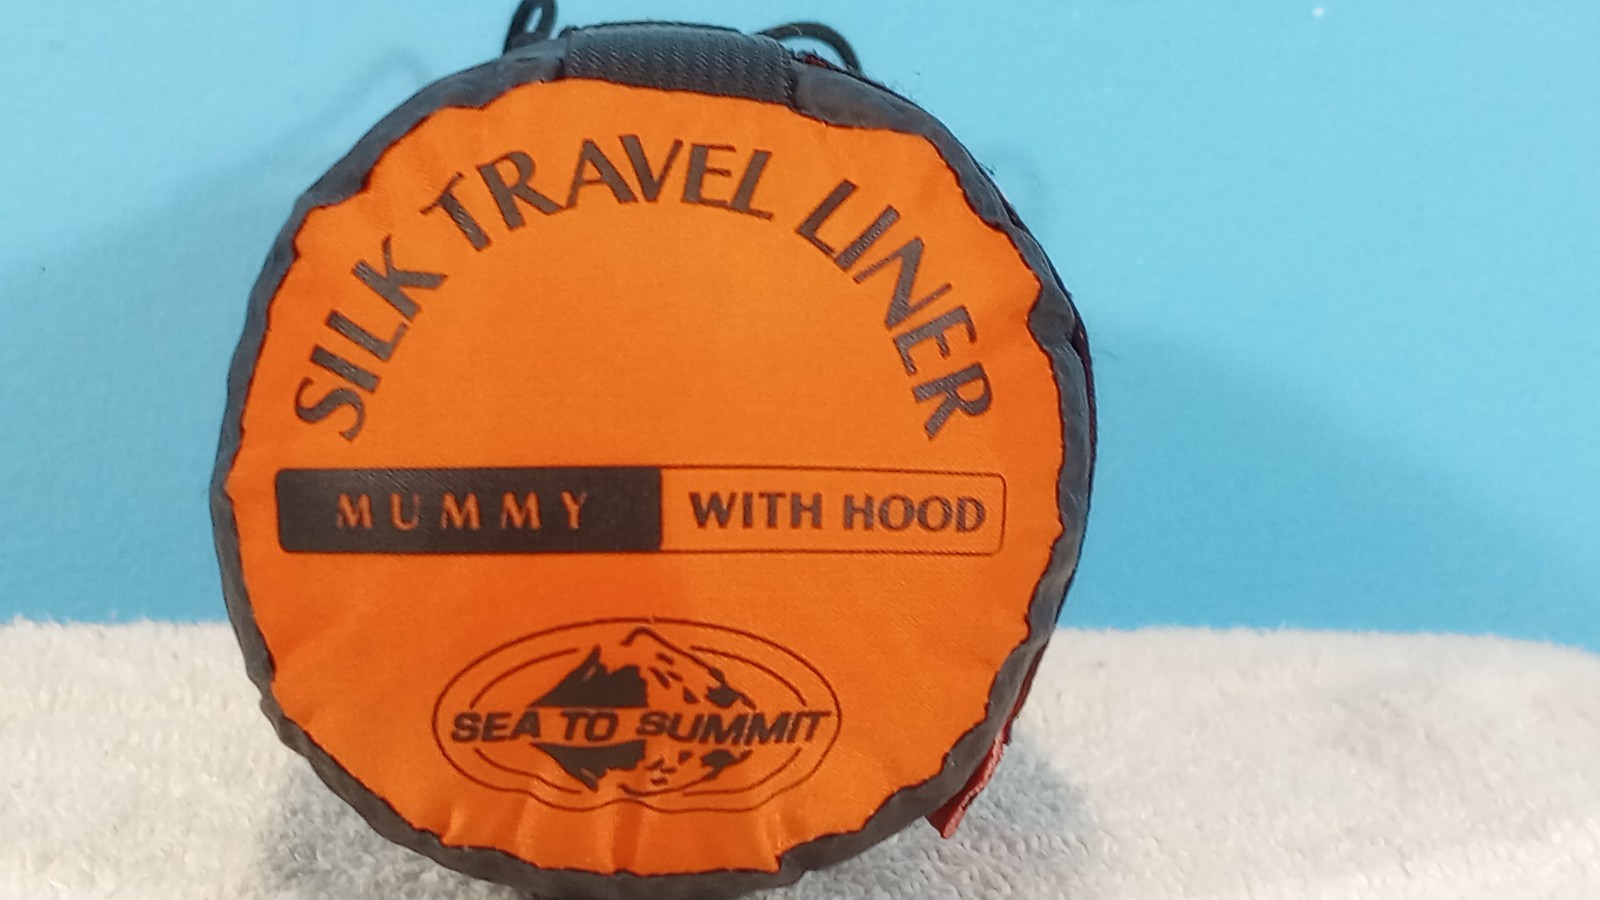 SILK TRAVEL LINER
MUMMY WITH HOOD
SEA TO SUMMIT